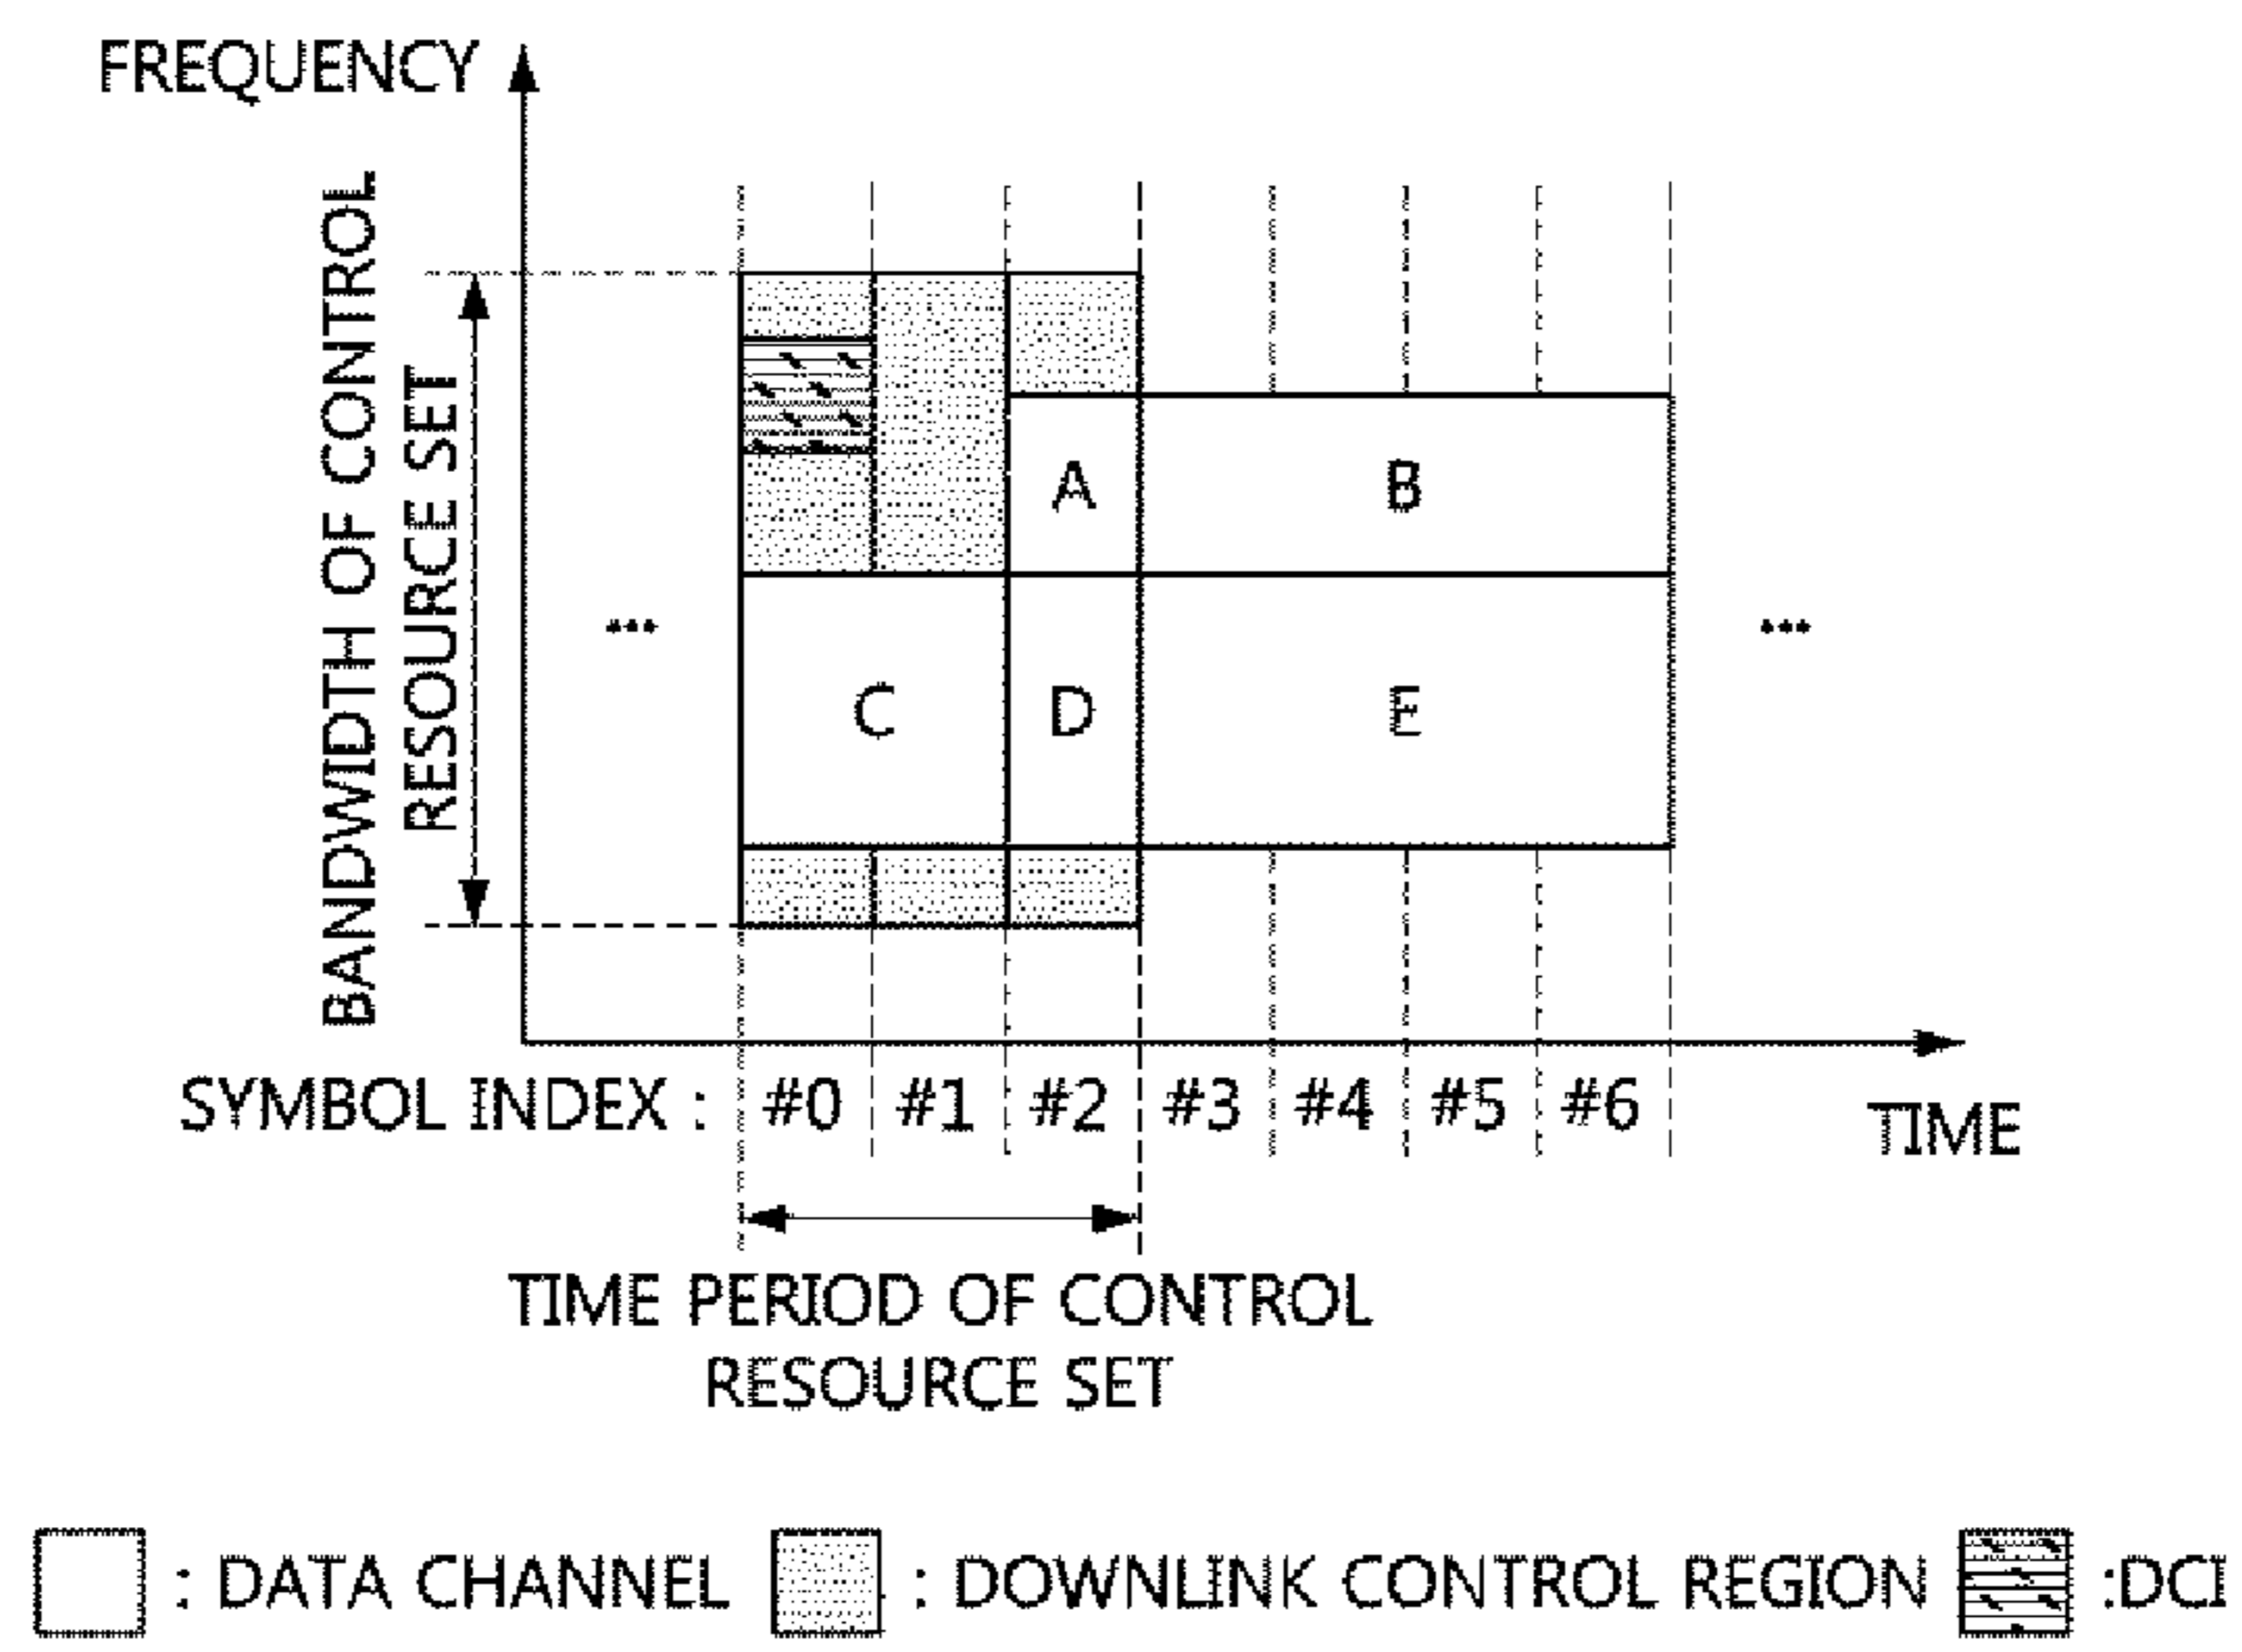 FREQUENCY
BANDWIDTH OF CONTROL
RESOURCE SET
A
B
...
...
C
D
E
SYMBOL INDEX : #0 #1 #2 #3 #4 #5 #6
TIME
TIME PERIOD OF CONTROL
RESOURCE SET
: DATA CHANNEL : DOWNLINK CONTROL REGION :DCI